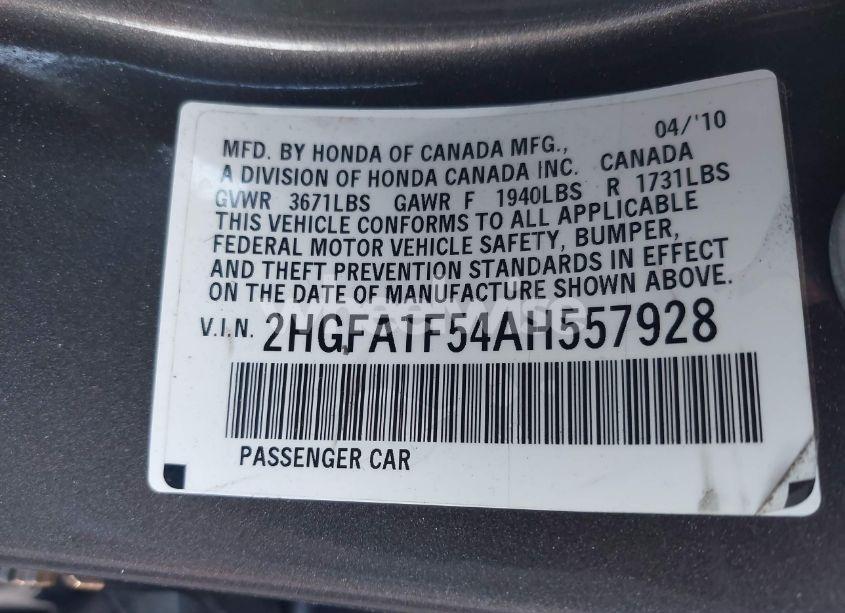 04/'10
MFD. BY HONDA OF CANADA MFG.,
A DIVISION OF HONDA CANADA INC. CANADA
GVWR 3671LBS GAWR F 1940LBS R 1731LBS
THIS VEHICLE CONFORMS TO ALL APPLICABLE
FEDERAL MOTOR VEHICLE SAFETY, BUMPER,
AND THEFT PREVENTION STANDARDS IN EFFECT
ON THE DATE OF MANUFACTURE SHOWN ABOVE.
V.I.N. 2HGFA1F54AH557928
PASSENGER CAR